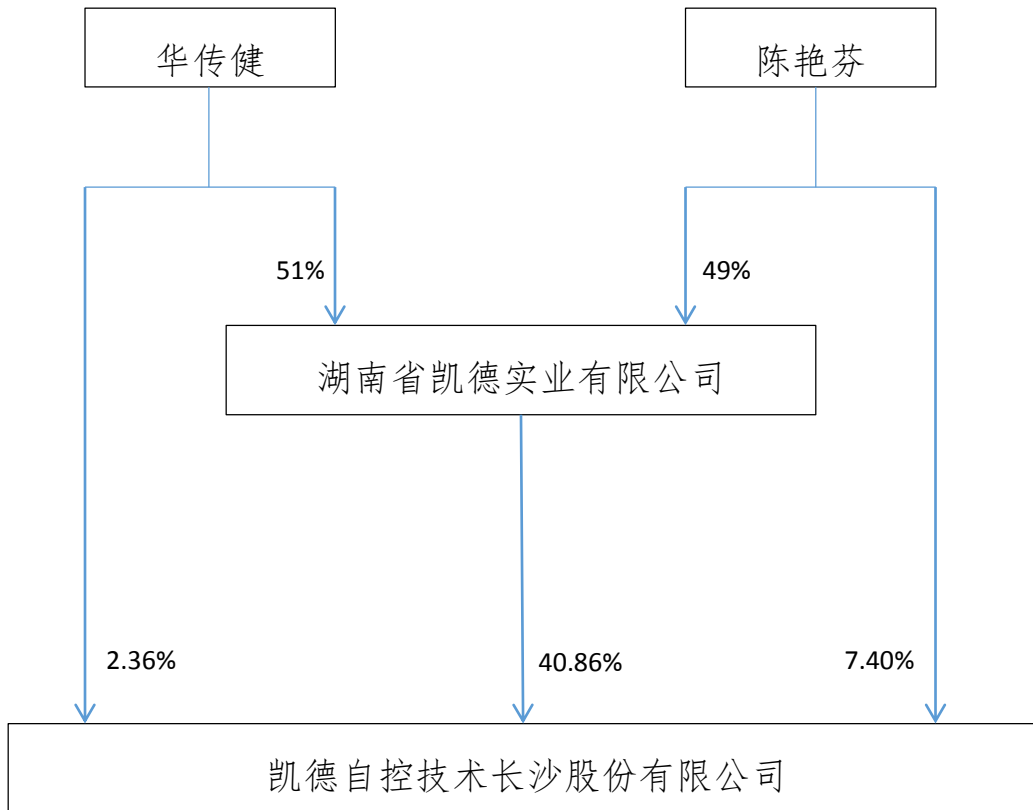 华传健
陈艳芬
51%
49%
湖南省凯德实业有限公司
2.36%
40.86%
7.40%
凯德自控技术长沙股份有限公司